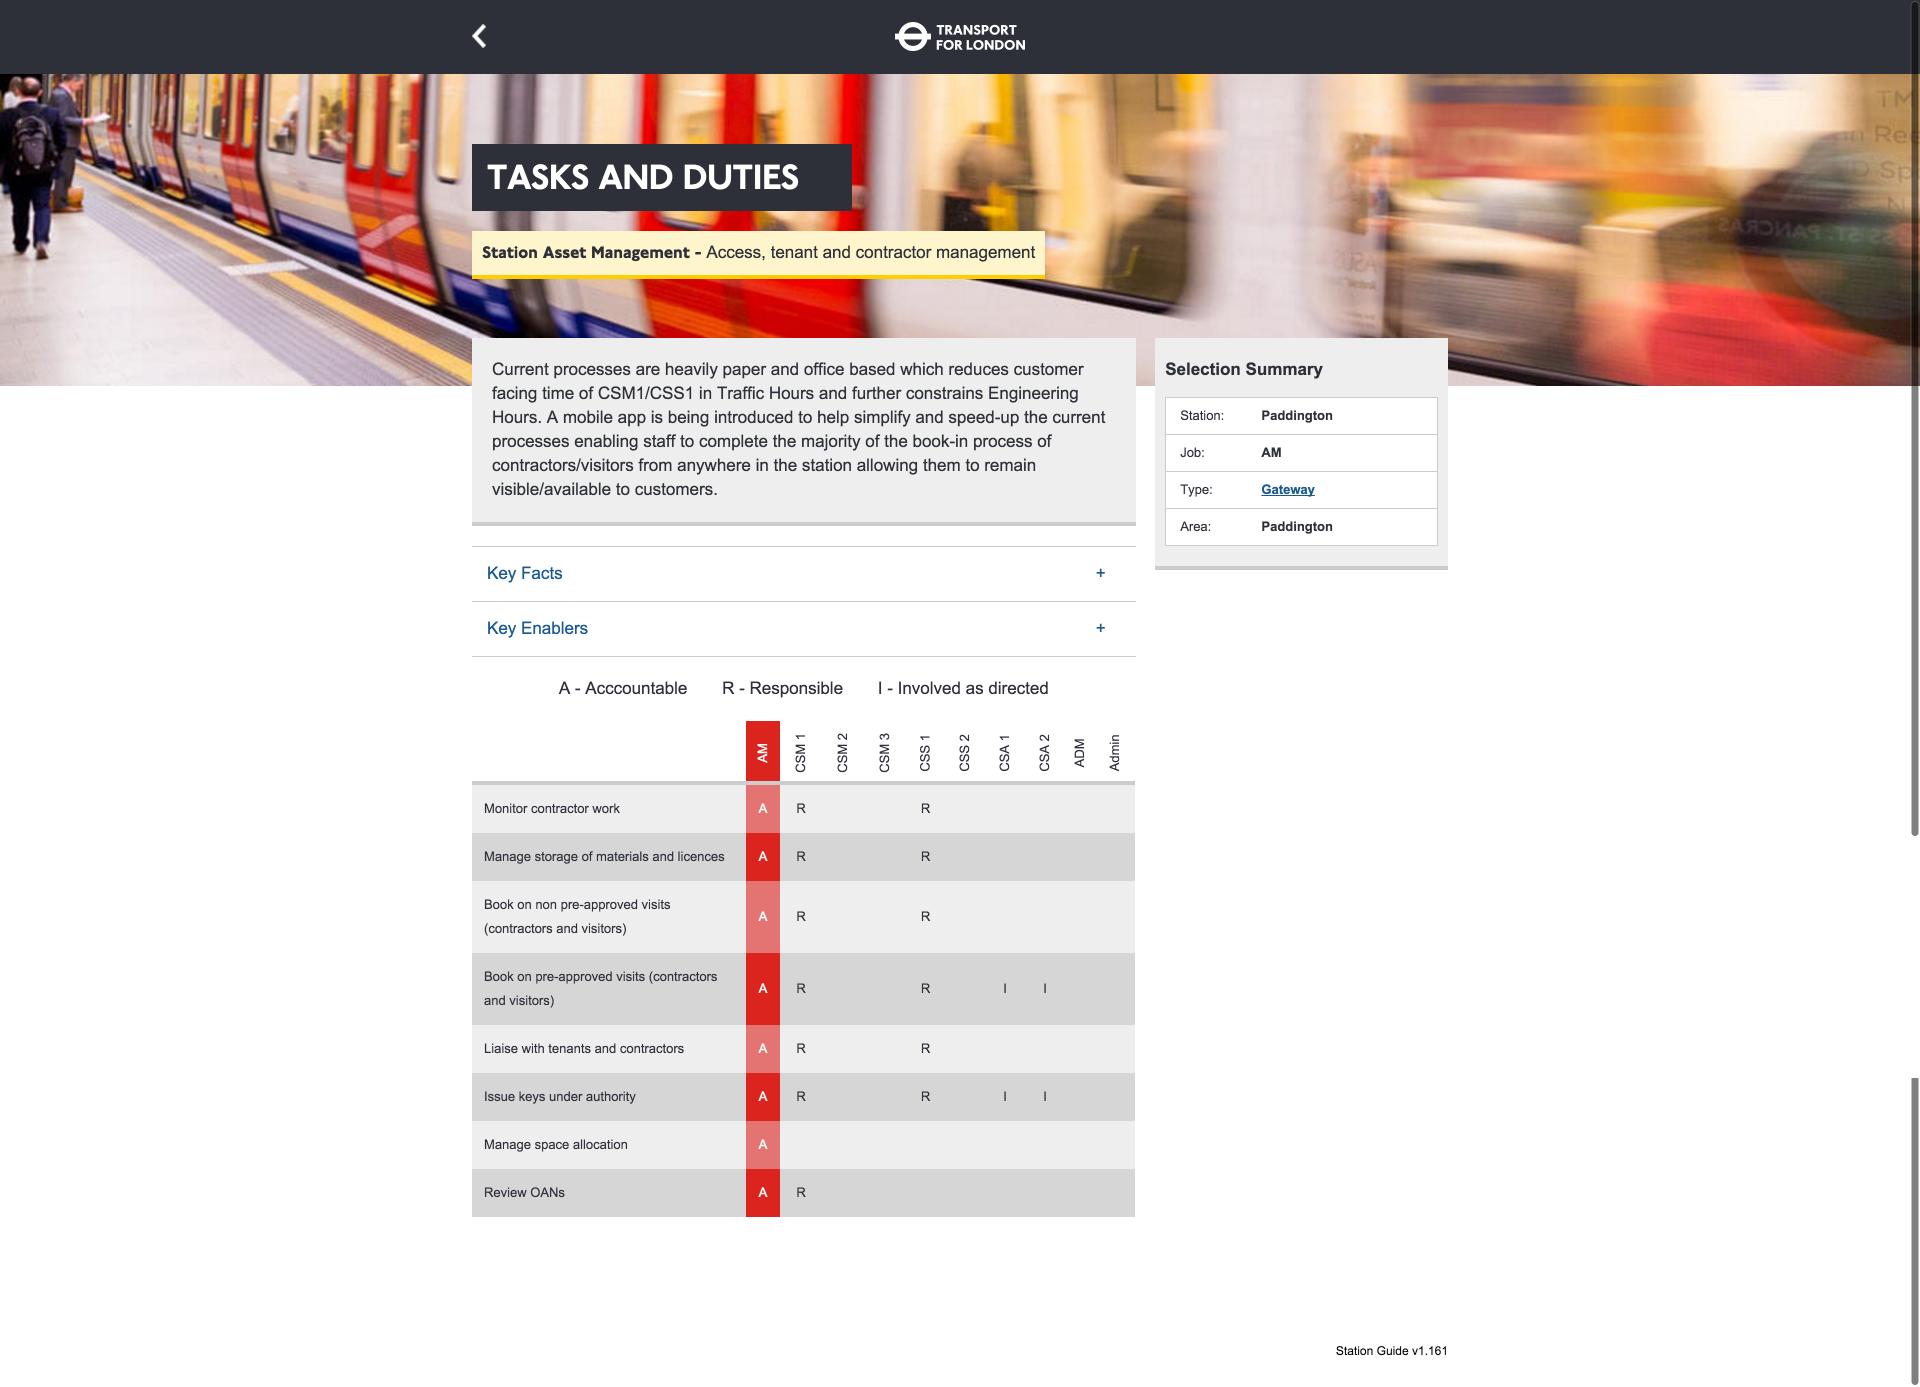 TRANSPORT
FOR LONDON
TASKS AND DUTIES
Station Asset Management - Access, tenant and contractor management
Current processes are heavily paper and office based which reduces customer
facing time of CSM1/CSS1 in Traffic Hours and further constrains Engineering
Hours. A mobile app is being introduced to help simplify and speed-up the current
processes enabling staff to complete the majority of the book-in process of
contractors/visitors from anywhere in the station allowing them to remain
visible/available to customers.
Selection Summary
Station: Paddington
Job: AM
Type: Gateway
Area: Paddington
Key Facts +
Key Enablers +
A - Acccountable R - Responsible I - Involved as directed
AM CSM 1 CSM 2 CSM 3 CSS 1 CSS 2 CSA 1 CSA 2 ADM Admin
Monitor contractor work A R R
Manage storage of materials and licences A R R
Book on non pre-approved visits
(contractors and visitors) A R R
Book on pre-approved visits (contractors
and visitors) A R R I I
Liaise with tenants and contractors A R R
Issue keys under authority A R R I I
Manage space allocation A
Review OANs A R
Station Guide v1.161